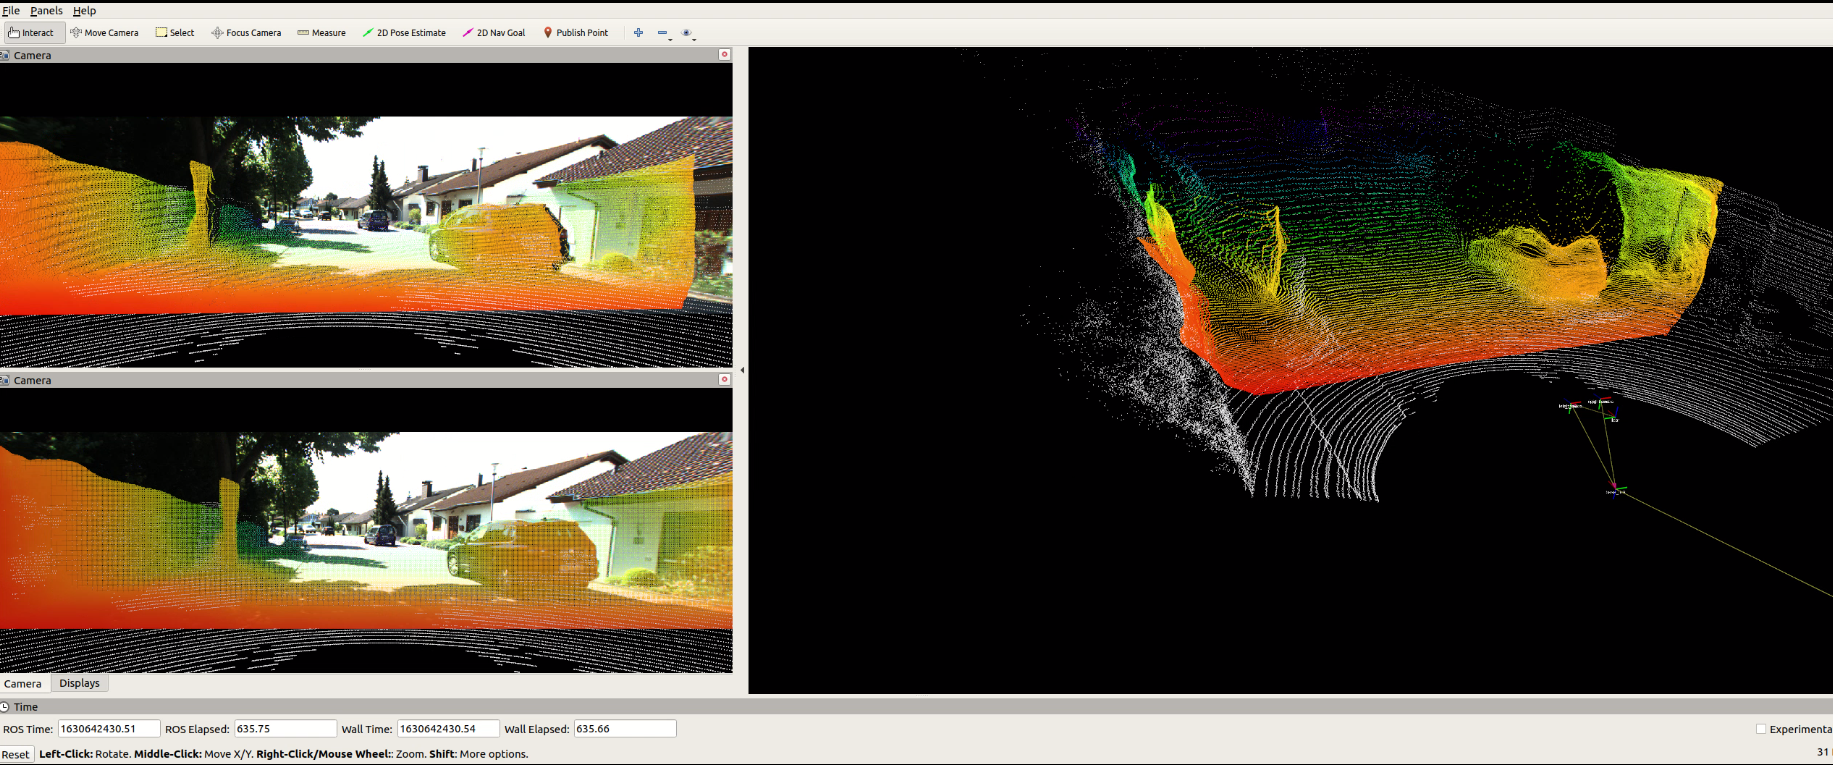 File Panels Help
Interact Move Camera Select Focus Camera Measure 2D Pose Estimate 2D Nav Goal Publish Point
Camera
Camera
Camera Displays
Time
ROS Time: 1630642430.51 ROS Elapsed: 635.75 Wall Time: 1630642430.54 Wall Elapsed: 635.66 Experimenta
Reset Left-Click: Rotate. Middle-Click: Move X/Y. Right-Click/Mouse Wheel:: Zoom. Shift: More options. 31